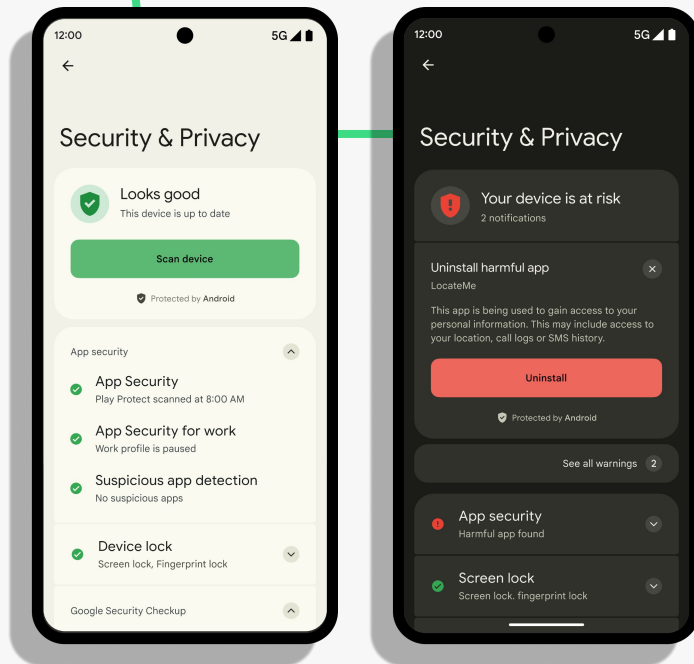 12:00
5G
Security & Privacy
Looks good
This device is up to date
Scan device
Protected by Android
App security
App Security
Play Protect scanned at 8:00 AM
App Security for work
Work profile is paused
Suspicious app detection
No suspicious apps
Device lock
Screen lock, Fingerprint lock
Google Security Checkup
12:00
5G
Security & Privacy
Your device is at risk
2 notifications
Uninstall harmful app
LocateMe
This app is being used to gain access to your
personal information. This may include access to
your location, call logs or SMS history.
Uninstall
Protected by Android
See all warnings 2
App security
Harmful app found
Screen lock
Screen lock. fingerprint lock